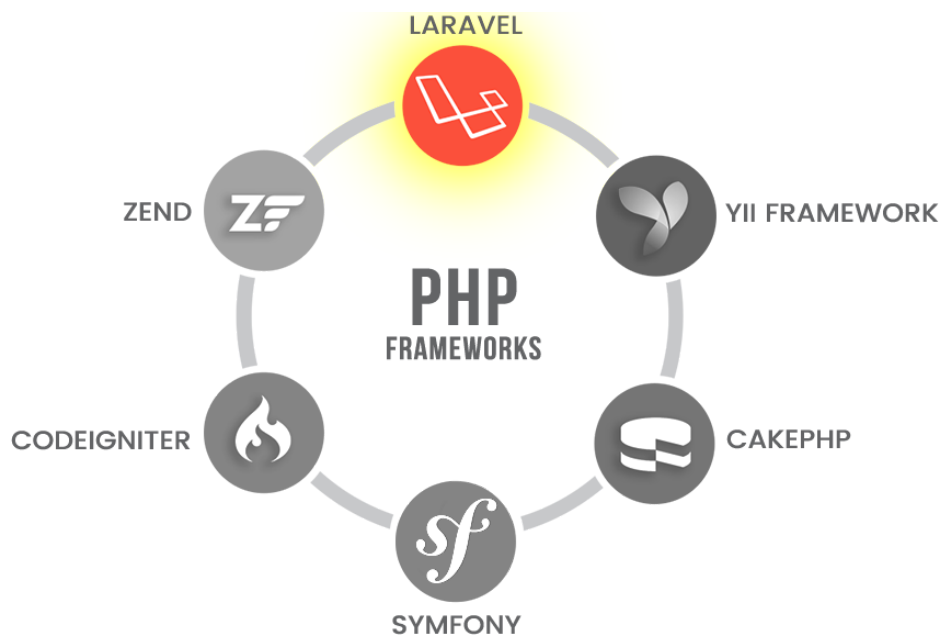 LARAVEL
ZEND
YII FRAMEWORK
PHP
FRAMEWORKS
CODEIGNITER
CAKEPHP
SYMFONY